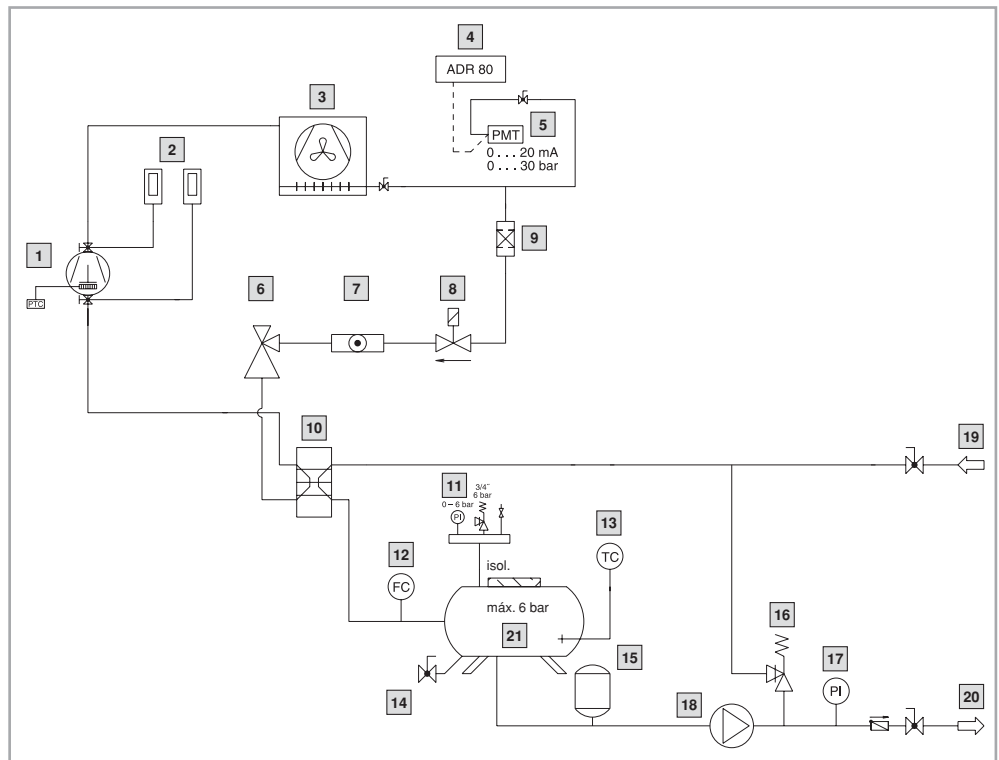 4
ADR 80
3
5
PMT
0 . . . 20 mA
0 . . . 30 bar
2
1
PTC
9
6
7
8
10
19
11
3/4"
6 bar
0 – 6 bar
PI
13
TC
12
FC
isol.
máx. 6 bar
21
16
15
17
PI
14
18
20